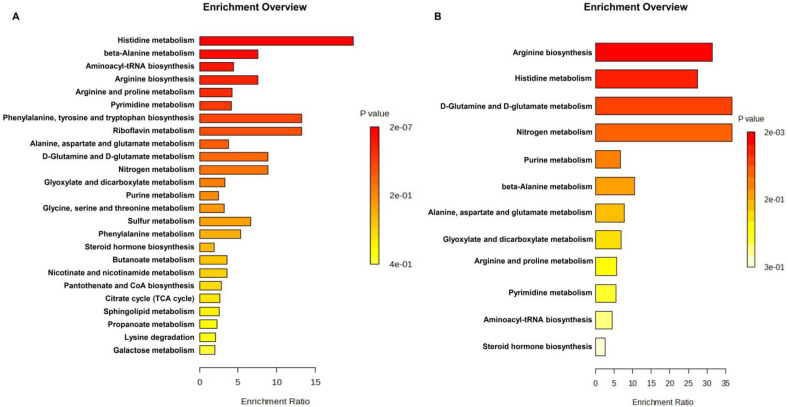 A
Enrichment Overview
Histidine metabolism
beta-Alanine metabolism
Aminoacyl-tRNA biosynthesis
Arginine biosynthesis
Arginine and proline metabolism
Pyrimidine metabolism
Phenylalanine, tyrosine and tryptophan biosynthesis
Riboflavin metabolism
Alanine, aspartate and glutamate metabolism
D-Glutamine and D-glutamate metabolism
Nitrogen metabolism
Glyoxylate and dicarboxylate metabolism
Purine metabolism
Glycine, serine and threonine metabolism
Sulfur metabolism
Phenylalanine metabolism
Steroid hormone biosynthesis
Butanoate metabolism
Nicotinate and nicotinamide metabolism
Pantothenate and CoA biosynthesis
Citrate cycle (TCA cycle)
Sphingolipid metabolism
Propanoate metabolism
Lysine degradation
Galactose metabolism
0 5 10 15
Enrichment Ratio
P value
2e-07
2e-01
4e-01
B
Enrichment Overview
Arginine biosynthesis
Histidine metabolism
D-Glutamine and D-glutamate metabolism
Nitrogen metabolism
Purine metabolism
beta-Alanine metabolism
Alanine, aspartate and glutamate metabolism
Glyoxylate and dicarboxylate metabolism
Arginine and proline metabolism
Pyrimidine metabolism
Aminoacyl-tRNA biosynthesis
Steroid hormone biosynthesis
0 5 10 15 20 25 30 35
Enrichment Ratio
P value
2e-03
2e-01
3e-01